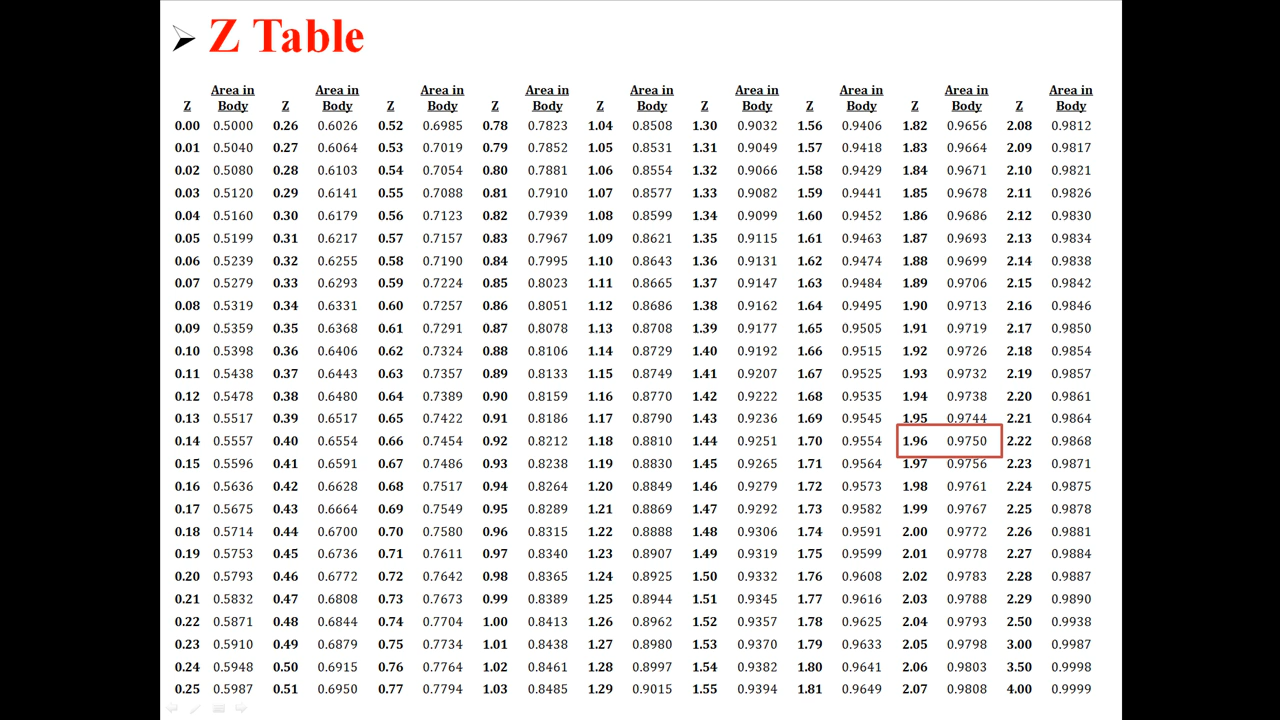 Z Table
Area in Area in Area in Area in Area in Area in Area in Area in Area in
Z Body Z Body Z Body Z Body Z Body Z Body Z Body Z Body Z Body
0.00 0.5000 0.26 0.6026 0.52 0.6985 0.78 0.7823 1.04 0.8508 1.30 0.9032 1.56 0.9406 1.82 0.9656 2.08 0.9812
0.01 0.5040 0.27 0.6064 0.53 0.7019 0.79 0.7852 1.05 0.8531 1.31 0.9049 1.57 0.9418 1.83 0.9664 2.09 0.9817
0.02 0.5080 0.28 0.6103 0.54 0.7054 0.80 0.7881 1.06 0.8554 1.32 0.9066 1.58 0.9429 1.84 0.9671 2.10 0.9821
0.03 0.5120 0.29 0.6141 0.55 0.7088 0.81 0.7910 1.07 0.8577 1.33 0.9082 1.59 0.9441 1.85 0.9678 2.11 0.9826
0.04 0.5160 0.30 0.6179 0.56 0.7123 0.82 0.7939 1.08 0.8599 1.34 0.9099 1.60 0.9452 1.86 0.9686 2.12 0.9830
0.05 0.5199 0.31 0.6217 0.57 0.7157 0.83 0.7967 1.09 0.8621 1.35 0.9115 1.61 0.9463 1.87 0.9693 2.13 0.9834
0.06 0.5239 0.32 0.6255 0.58 0.7190 0.84 0.7995 1.10 0.8643 1.36 0.9131 1.62 0.9474 1.88 0.9699 2.14 0.9838
0.07 0.5279 0.33 0.6293 0.59 0.7224 0.85 0.8023 1.11 0.8665 1.37 0.9147 1.63 0.9484 1.89 0.9706 2.15 0.9842
0.08 0.5319 0.34 0.6331 0.60 0.7257 0.86 0.8051 1.12 0.8686 1.38 0.9162 1.64 0.9495 1.90 0.9713 2.16 0.9846
0.09 0.5359 0.35 0.6368 0.61 0.7291 0.87 0.8078 1.13 0.8708 1.39 0.9177 1.65 0.9505 1.91 0.9719 2.17 0.9850
0.10 0.5398 0.36 0.6406 0.62 0.7324 0.88 0.8106 1.14 0.8729 1.40 0.9192 1.66 0.9515 1.92 0.9726 2.18 0.9854
0.11 0.5438 0.37 0.6443 0.63 0.7357 0.89 0.8133 1.15 0.8749 1.41 0.9207 1.67 0.9525 1.93 0.9732 2.19 0.9857
0.12 0.5478 0.38 0.6480 0.64 0.7389 0.90 0.8159 1.16 0.8770 1.42 0.9222 1.68 0.9535 1.94 0.9738 2.20 0.9861
0.13 0.5517 0.39 0.6517 0.65 0.7422 0.91 0.8186 1.17 0.8790 1.43 0.9236 1.69 0.9545 1.95 0.9744 2.21 0.9864
0.14 0.5557 0.40 0.6554 0.66 0.7454 0.92 0.8212 1.18 0.8810 1.44 0.9251 1.70 0.9554 1.96 0.9750 2.22 0.9868
0.15 0.5596 0.41 0.6591 0.67 0.7486 0.93 0.8238 1.19 0.8830 1.45 0.9265 1.71 0.9564 1.97 0.9756 2.23 0.9871
0.16 0.5636 0.42 0.6628 0.68 0.7517 0.94 0.8264 1.20 0.8849 1.46 0.9279 1.72 0.9573 1.98 0.9761 2.24 0.9875
0.17 0.5675 0.43 0.6664 0.69 0.7549 0.95 0.8289 1.21 0.8869 1.47 0.9292 1.73 0.9582 1.99 0.9767 2.25 0.9878
0.18 0.5714 0.44 0.6700 0.70 0.7580 0.96 0.8315 1.22 0.8888 1.48 0.9306 1.74 0.9591 2.00 0.9772 2.26 0.9881
0.19 0.5753 0.45 0.6736 0.71 0.7611 0.97 0.8340 1.23 0.8907 1.49 0.9319 1.75 0.9599 2.01 0.9778 2.27 0.9884
0.20 0.5793 0.46 0.6772 0.72 0.7642 0.98 0.8365 1.24 0.8925 1.50 0.9332 1.76 0.9608 2.02 0.9783 2.28 0.9887
0.21 0.5832 0.47 0.6808 0.73 0.7673 0.99 0.8389 1.25 0.8944 1.51 0.9345 1.77 0.9616 2.03 0.9788 2.29 0.9890
0.22 0.5871 0.48 0.6844 0.74 0.7704 1.00 0.8413 1.26 0.8962 1.52 0.9357 1.78 0.9625 2.04 0.9793 2.50 0.9938
0.23 0.5910 0.49 0.6879 0.75 0.7734 1.01 0.8438 1.27 0.8980 1.53 0.9370 1.79 0.9633 2.05 0.9798 3.00 0.9987
0.24 0.5948 0.50 0.6915 0.76 0.7764 1.02 0.8461 1.28 0.8997 1.54 0.9382 1.80 0.9641 2.06 0.9803 3.50 0.9998
0.25 0.5987 0.51 0.6950 0.77 0.7794 1.03 0.8485 1.29 0.9015 1.55 0.9394 1.81 0.9649 2.07 0.9808 4.00 0.9999